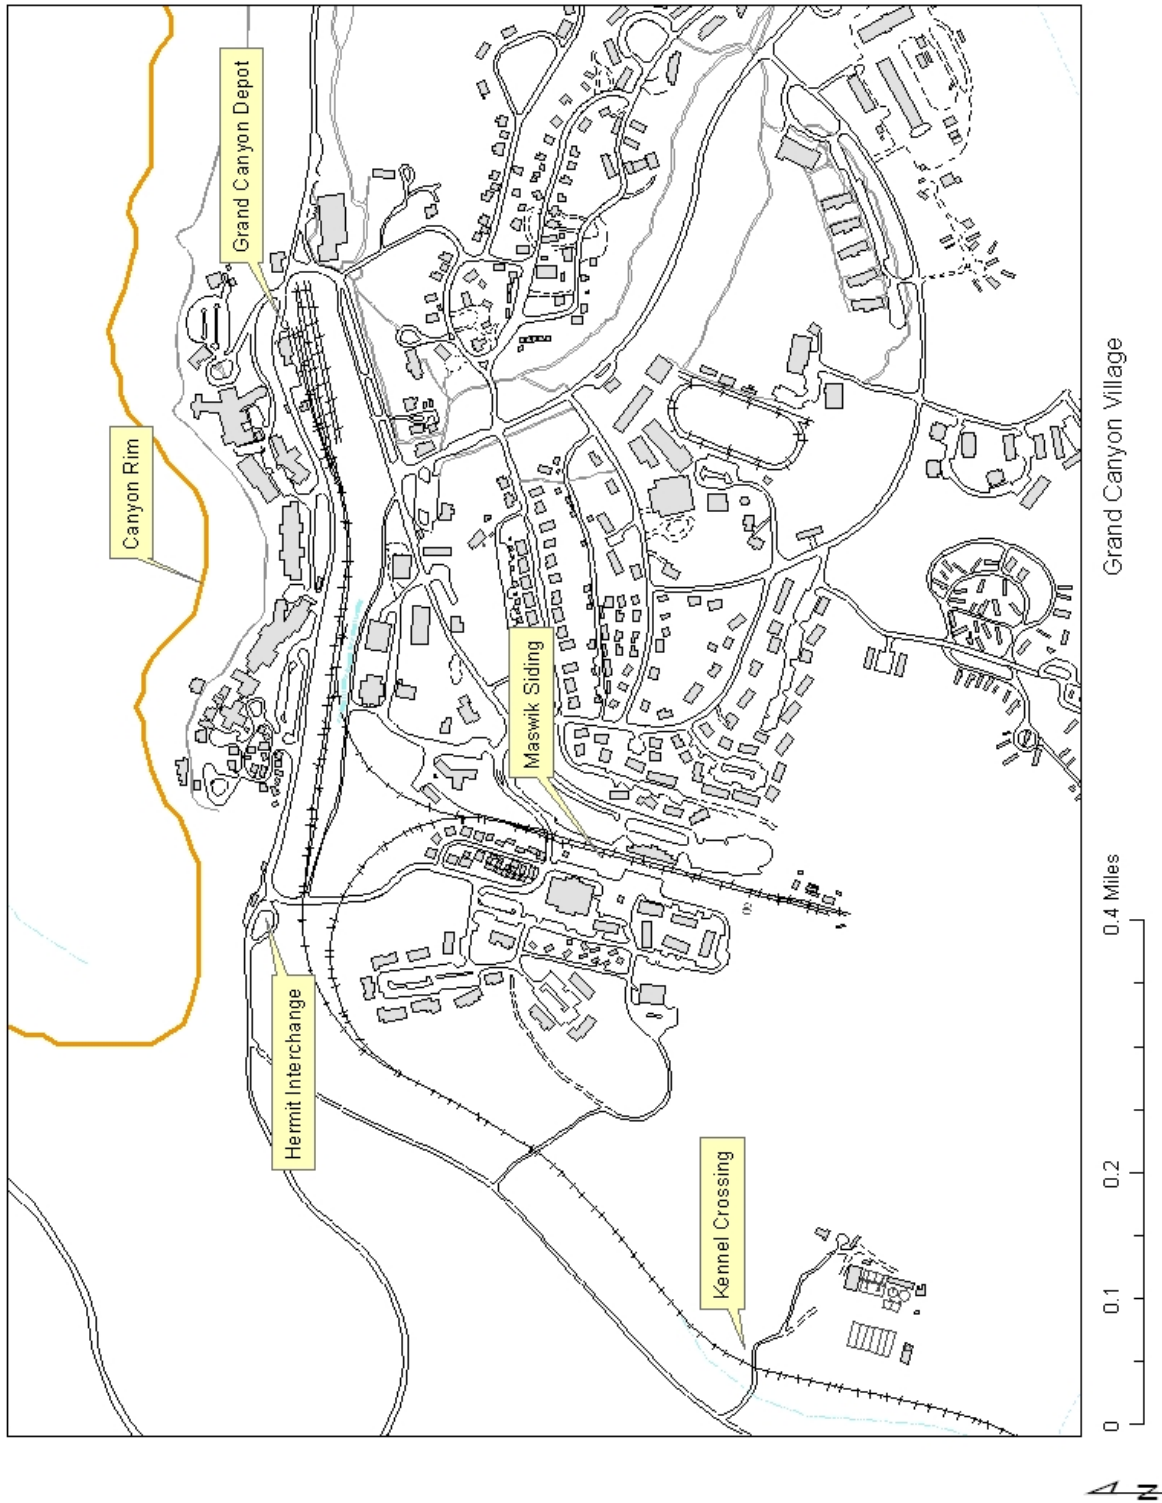 Grand Canyon Depot
Canyon Rim
Maswik Siding
Hermit Interchange
Kennel Crossing
Grand Canyon Village
0 0.1 0.2 0.4 Miles
N